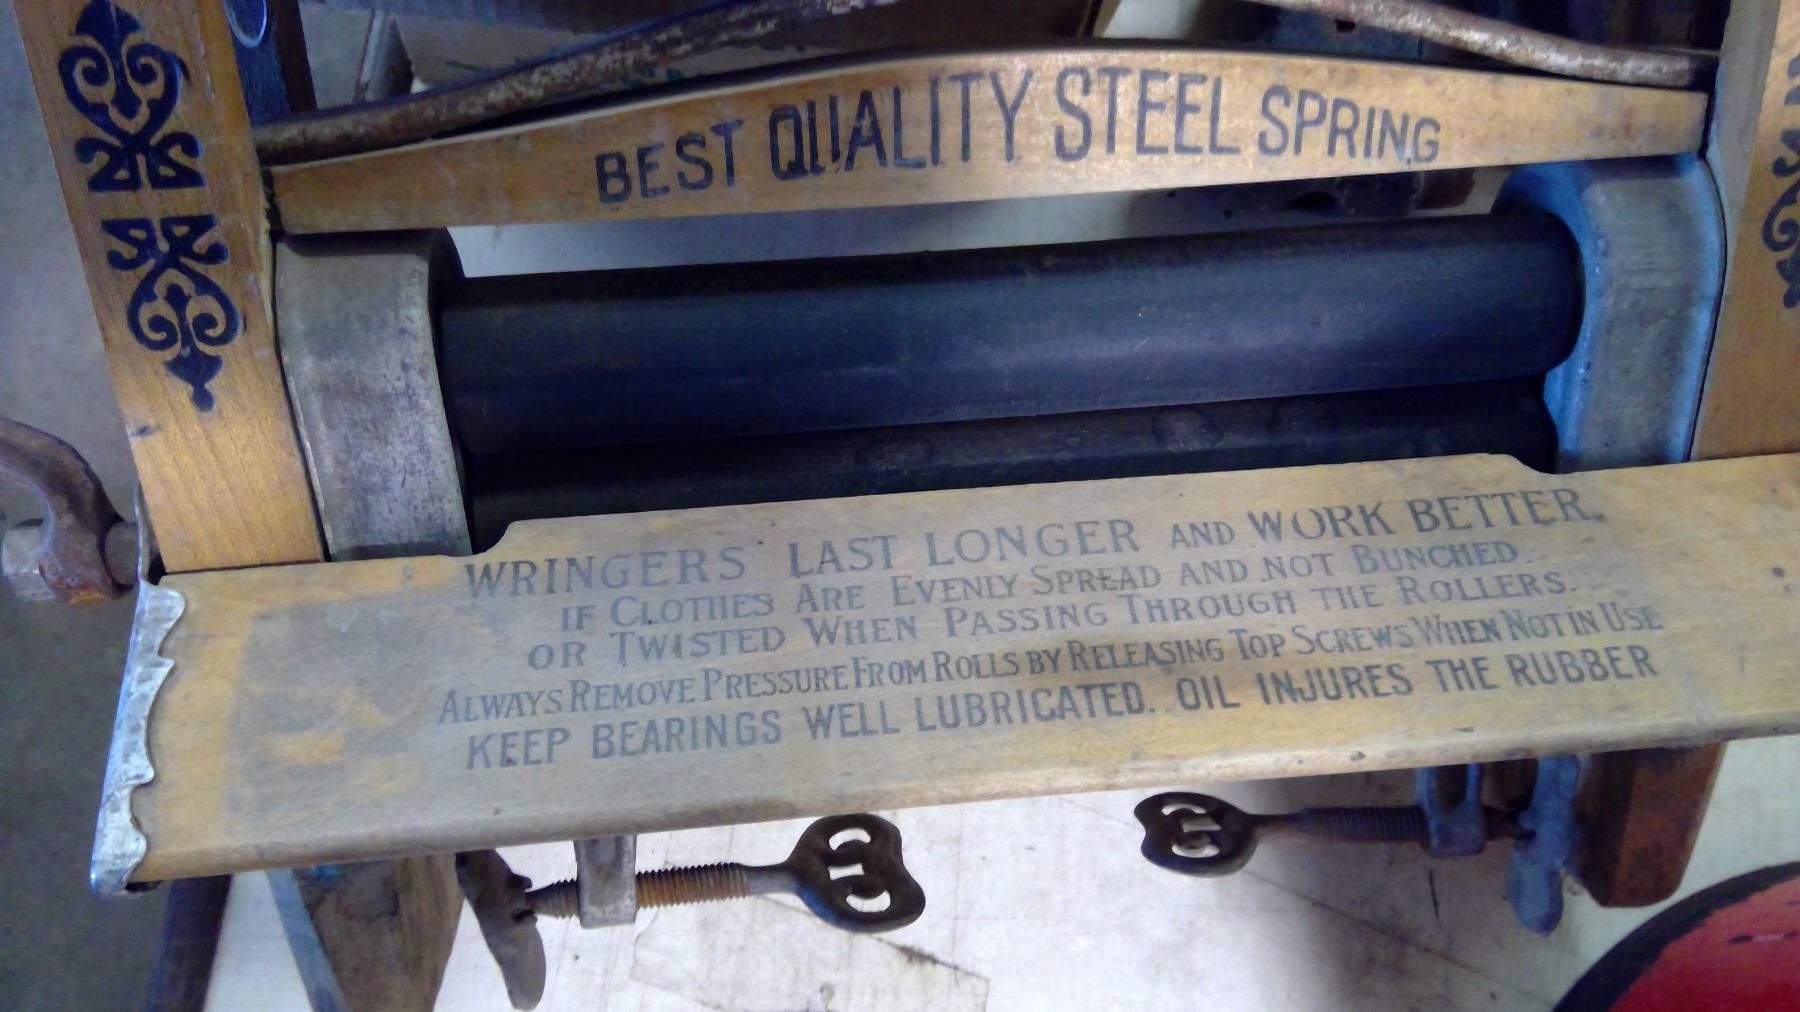 BEST QUALITY STEEL SPRING
WRINGERS LAST LONGER AND WORK BETTER.
IF CLOTHES ARE EVENLY SPREAD AND NOT BUNCHED.
OR TWISTED WHEN PASSING THROUGH THE ROLLERS.
ALWAYS REMOVE PRESSURE FROM ROLLS BY RELEASING TOP SCREWS WHEN NOT IN USE
KEEP BEARINGS WELL LUBRICATED. OIL INJURES THE RUBBER